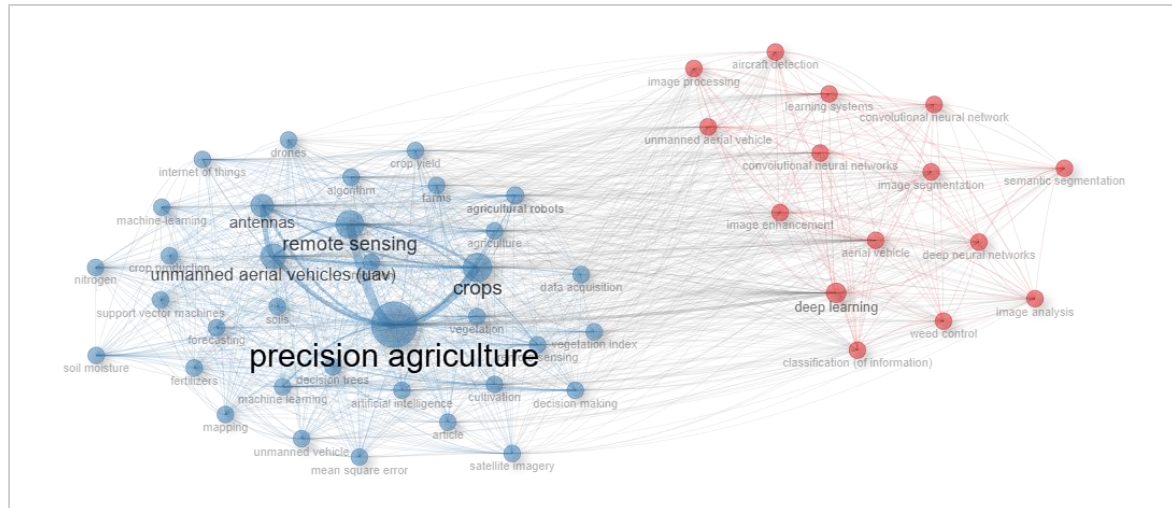 aircraft detection
image processing
learning systems
convolutional neural network
unmanned aerial vehicle
convolutional neural networks
image segmentation
semantic segmentation
image enhancement
aerial vehicle
deep neural networks
deep learning
image analysis
weed control
classification (of information)
drones
internet of things
crop yield
algorithm
farms
machine-learning
antennas
agricultural robots
remote sensing
agriculture
nitrogen
crop production
unmanned aerial vehicles (uav)
crops
data acquisition
support vector machines
soils
forecasting
vegetation
vegetation index
soil moisture
precision agriculture
fertilizers
decision trees
machine learning
artificial intelligence
cultivation
decision making
mapping
article
unmanned vehicle
mean square error
satellite imagery